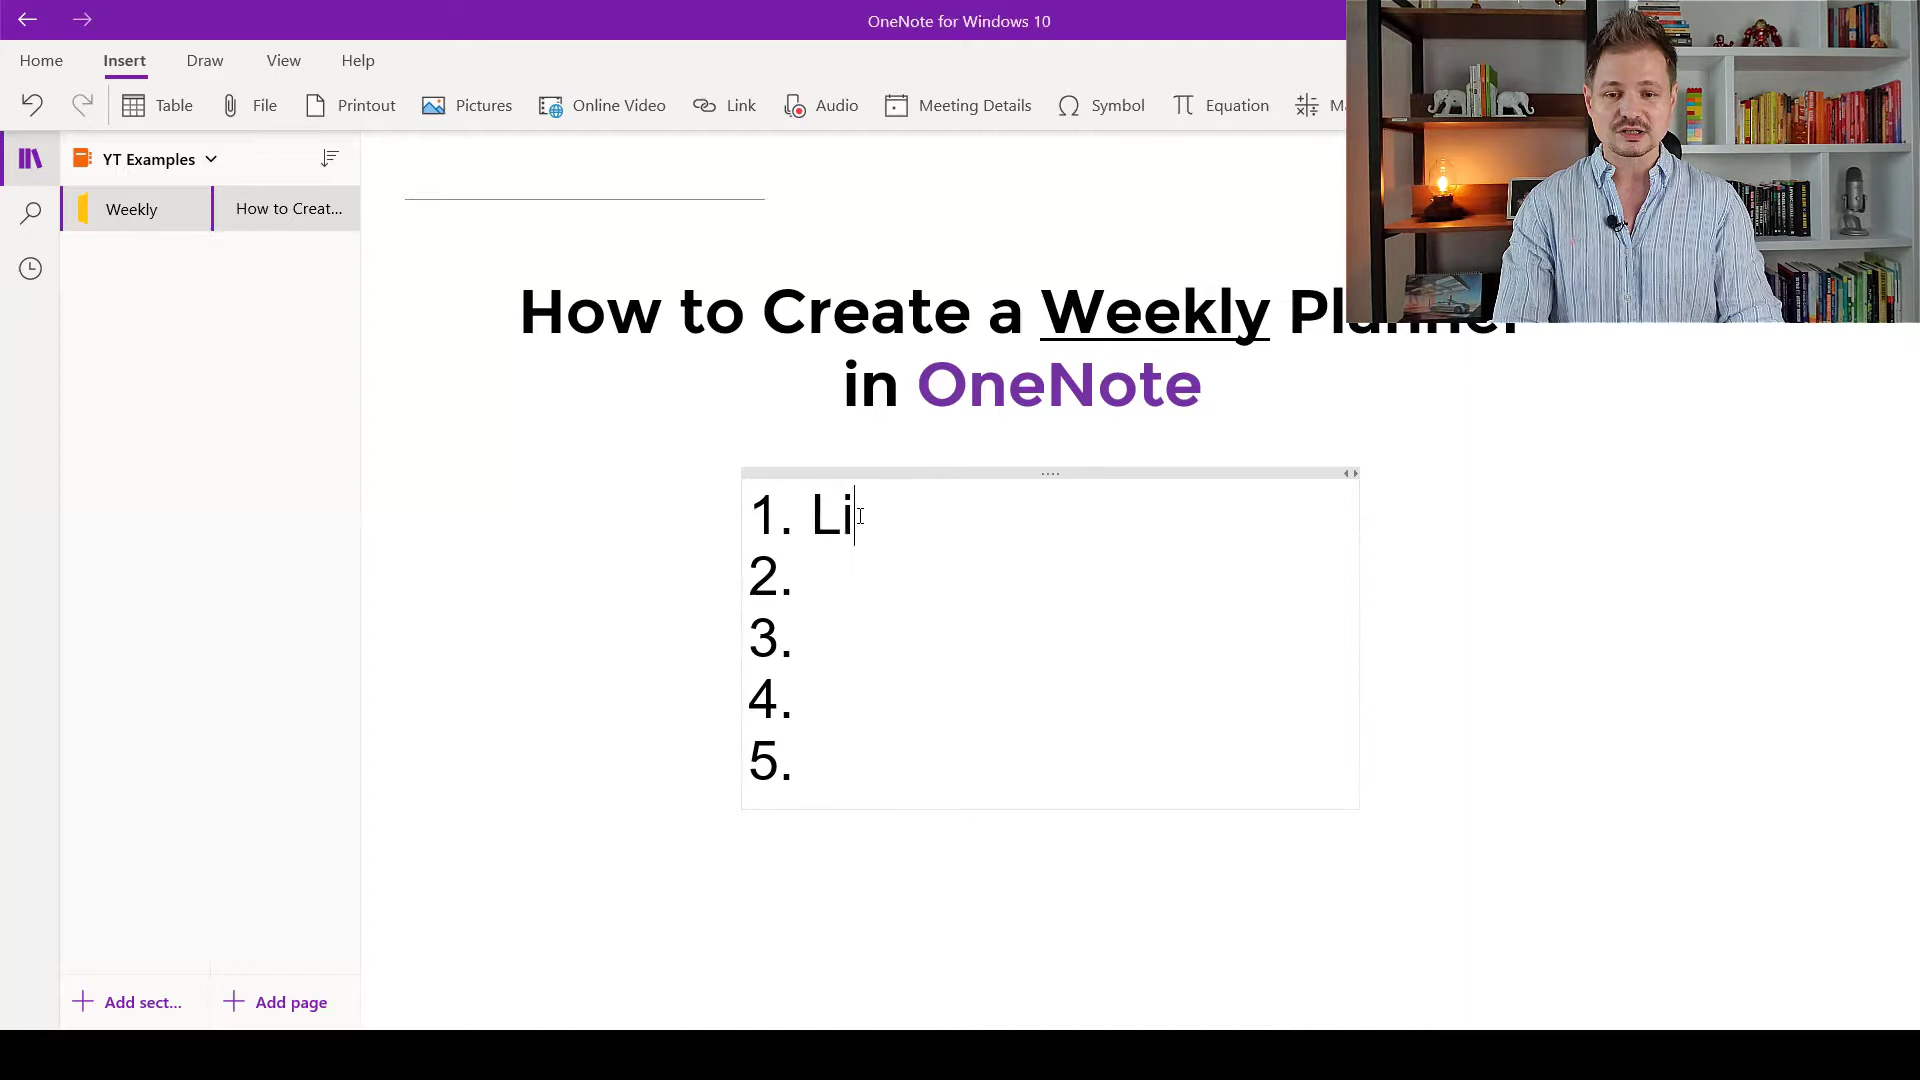 OneNote for Windows 10
Home Insert Draw View Help
Table File Printout Pictures Online Video Link Audio Meeting Details Symbol Equation Ma
YT Examples
Weekly How to Creat...
How to Create a Weekly Planner
in OneNote
1. Li
2.
3.
4.
5.
Add sect... Add page